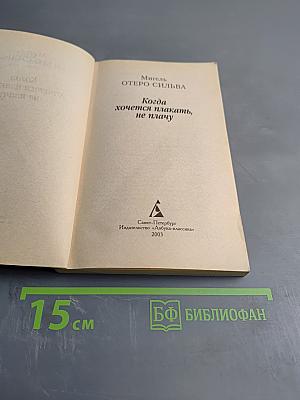 Мигель
ОТЕРО СИЛЬВА
Когда
хочется плакать,
не плачу
Санкт-Петербург
Издательство «Азбука-классика»
2003
15 см
БФ БИБЛИОФАН